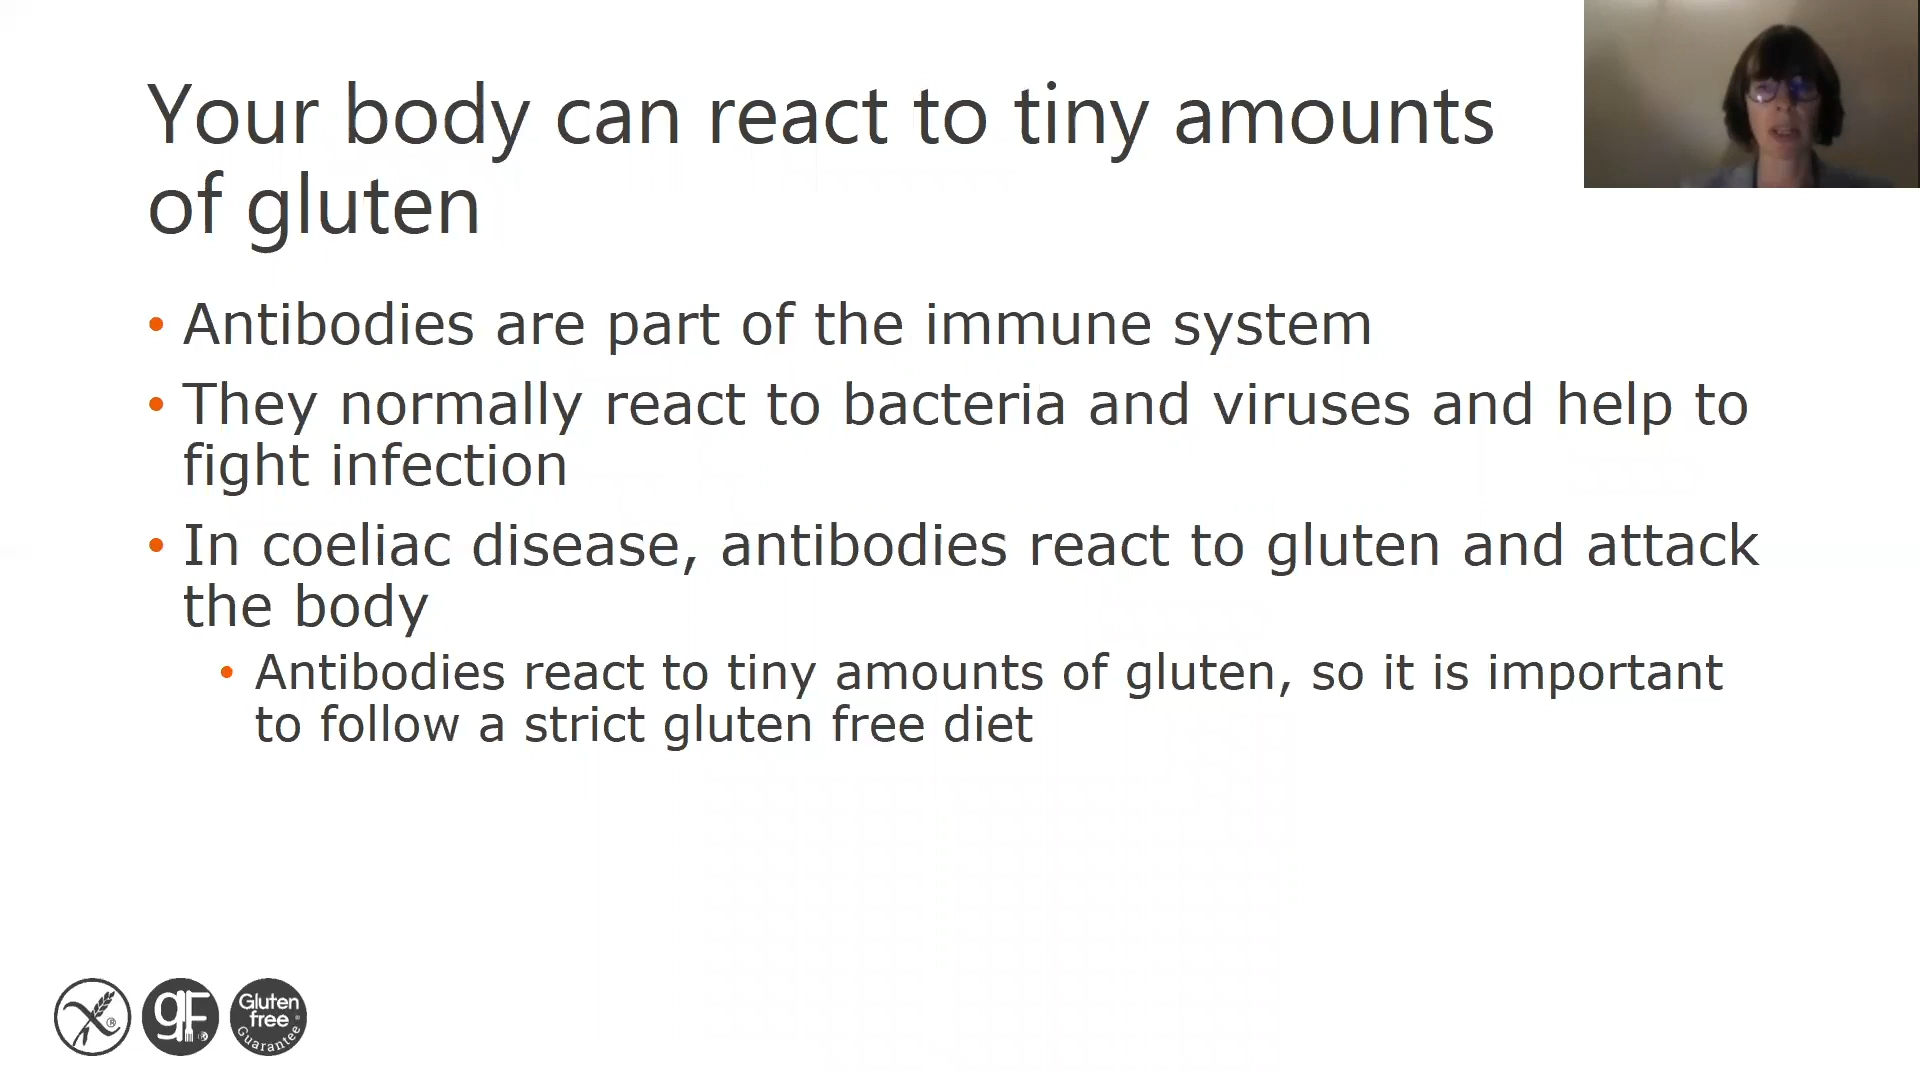 Your body can react to tiny amounts
of gluten
• Antibodies are part of the immune system
• They normally react to bacteria and viruses and help to
fight infection
• In coeliac disease, antibodies react to gluten and attack
the body
• Antibodies react to tiny amounts of gluten, so it is important
to follow a strict gluten free diet
®
gF
Gluten
free
Guarantee